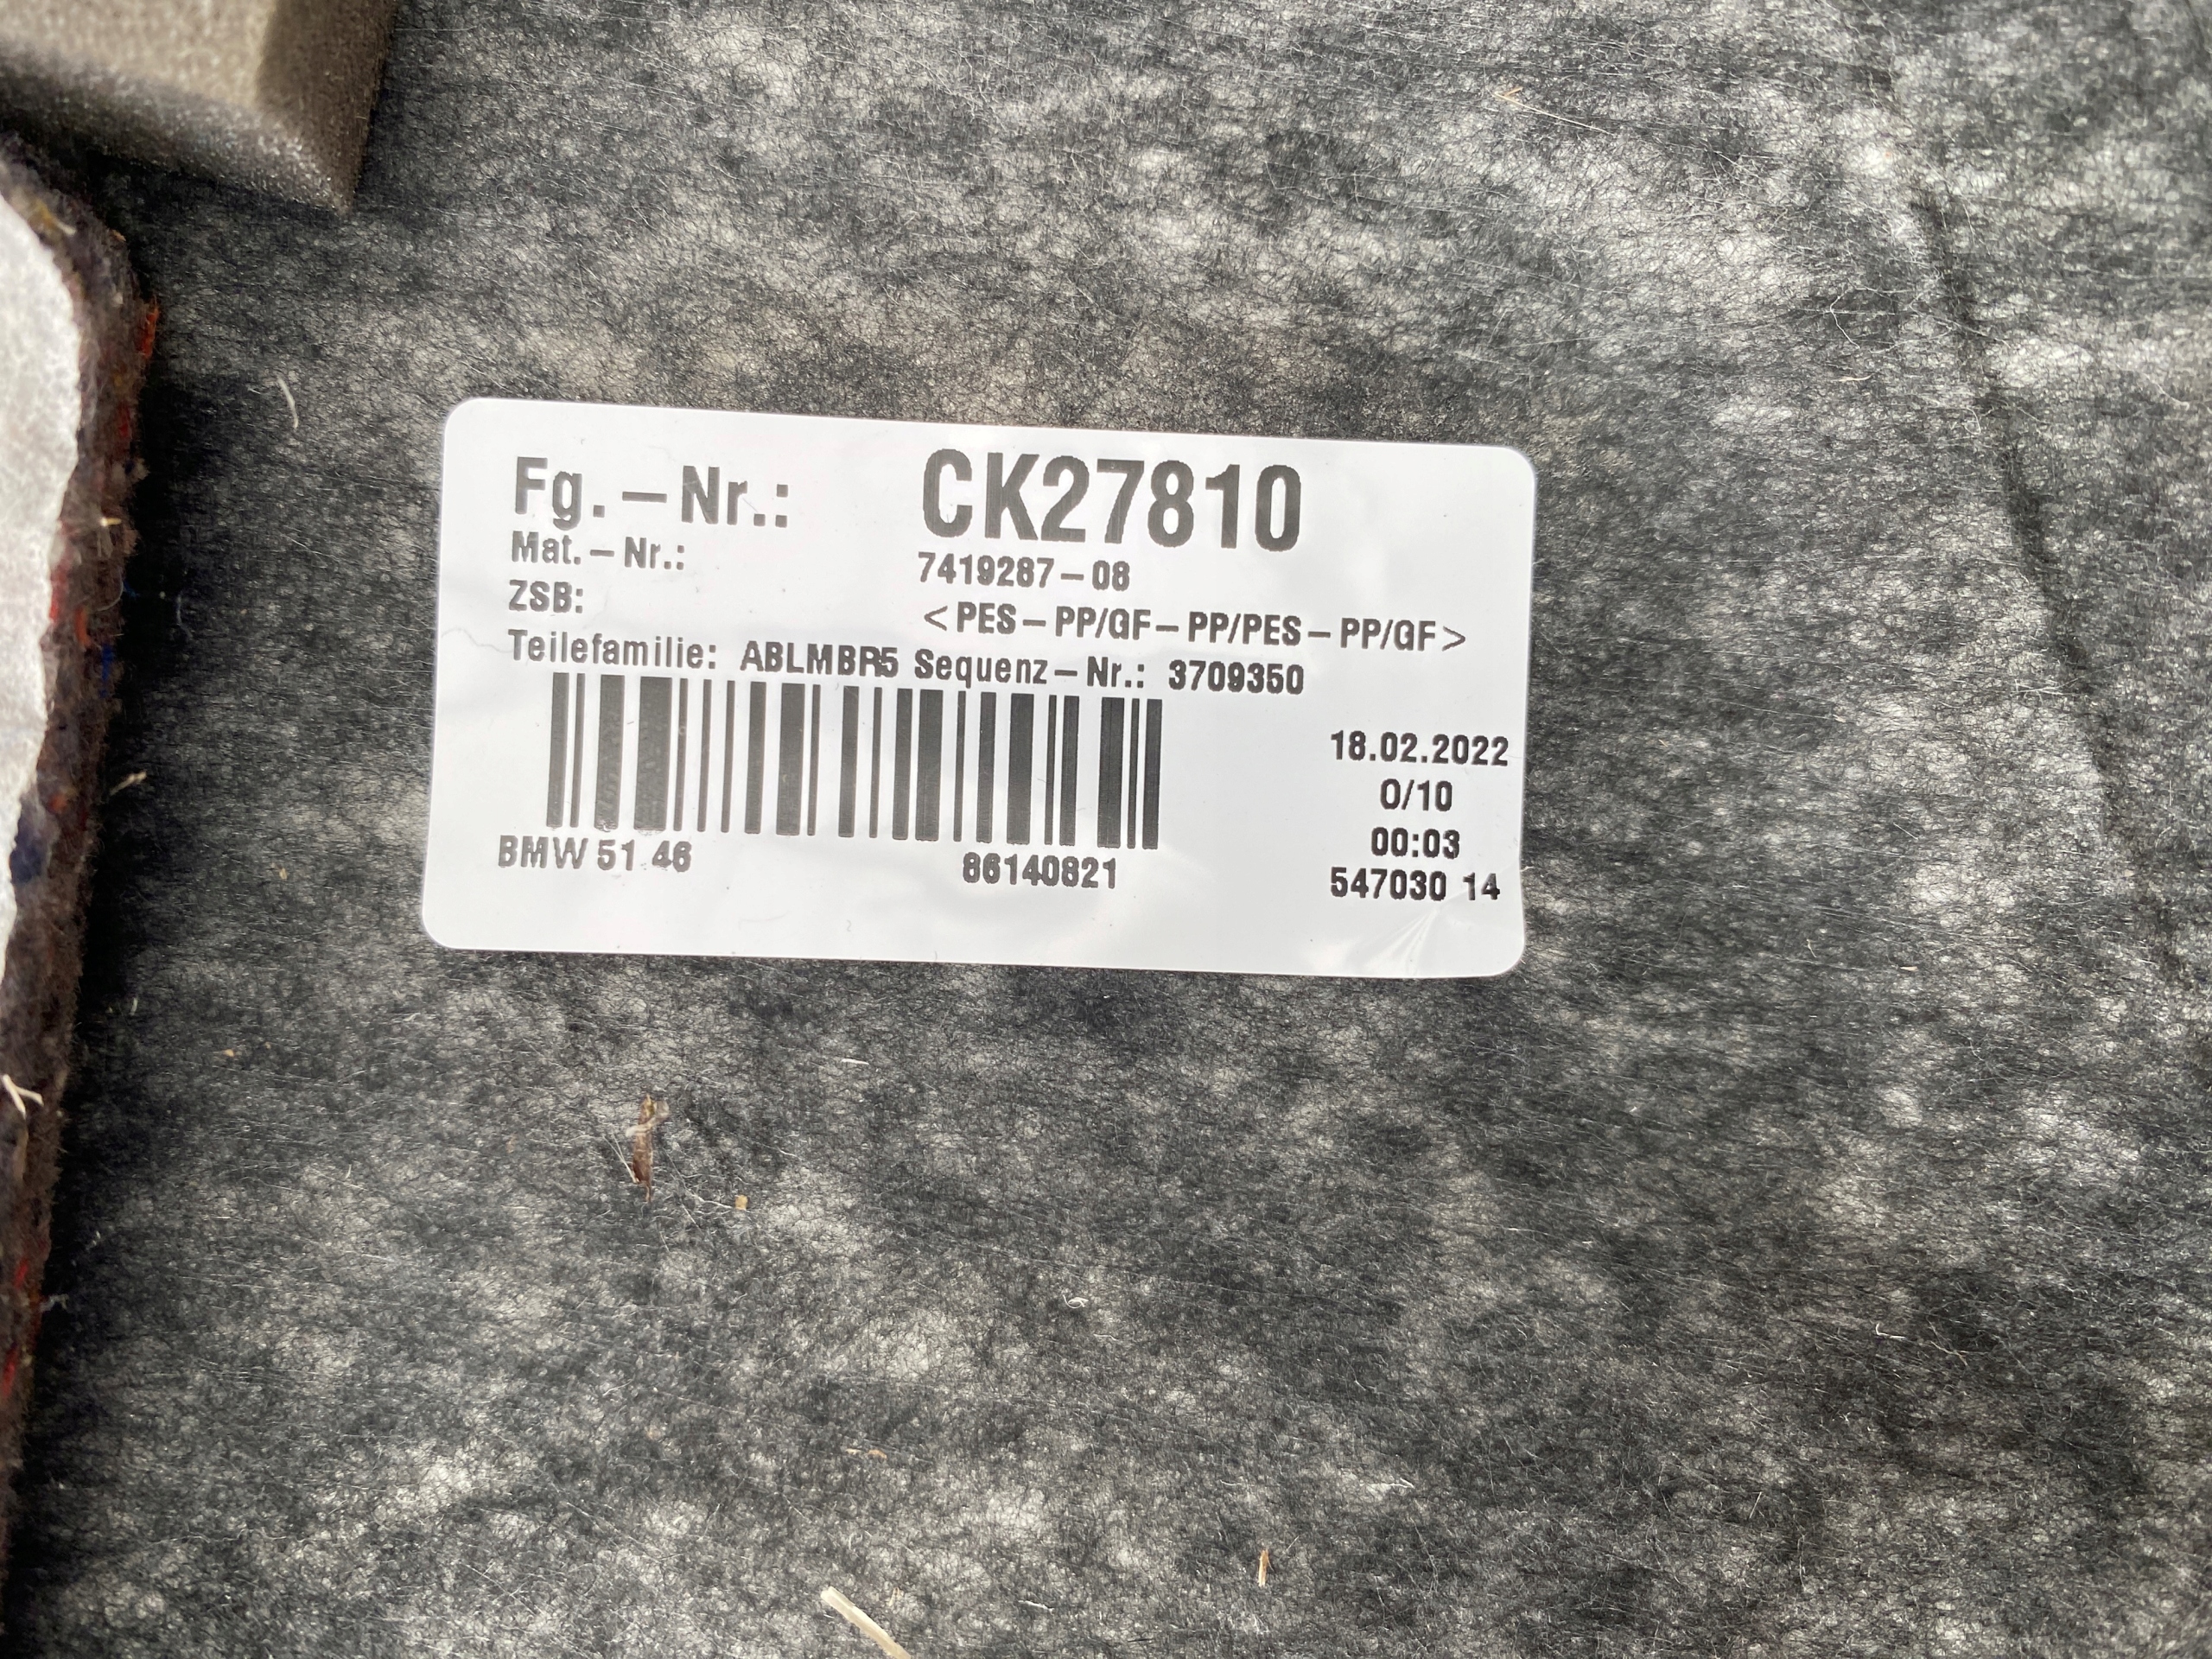 Fg.-Nr.: CK27810
Mat.-Nr.: 7419287-08
ZSB: <PES-PP/GF-PP/PES-PP/GF>
Teilefamilie: ABLMBR5 Sequenz-Nr.: 3709350
18.02.2022
O/10
00:03
BMW 51 46 86140821 547030 14